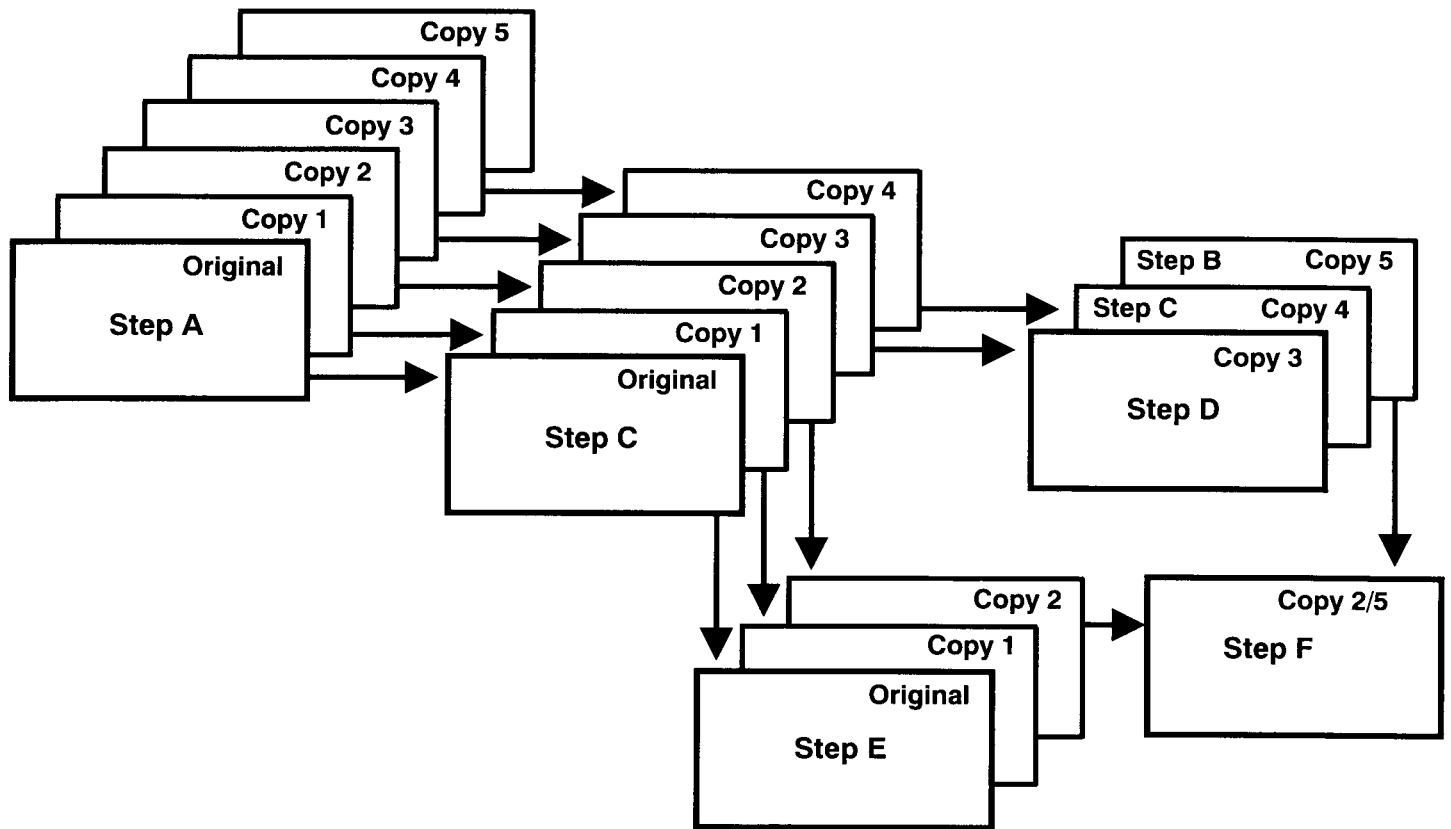 Copy 5
Copy 4
Copy 3
Copy 2
Copy 1
Original
Step A
Copy 4
Copy 3
Copy 2
Copy 1
Original
Step C
Step B Copy 5
Step C Copy 4
Copy 3
Step D
Copy 2
Copy 1
Original
Step E
Copy 2/5
Step F